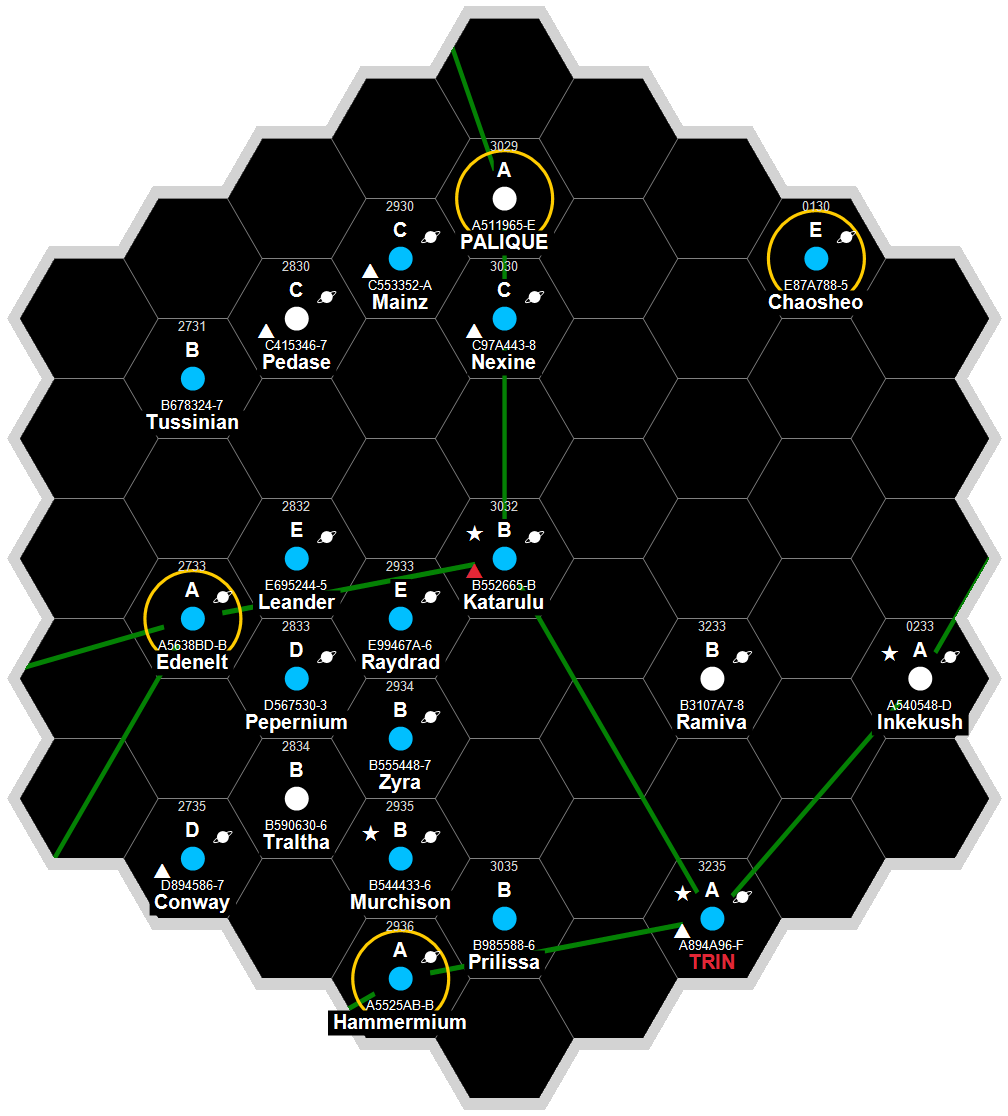 3029
A
A511965-E
PALIQUE
2930
C
C553352-A
Mainz
0130
E
E87A788-5
Chaosheo
2830
C
C415346-7
Pedase
3030
C
C97A443-8
Nexine
2731
B
B678324-7
Tussinian
2832
E
E695244-5
Leander
3032
B
B552665-B
Katarulu
2733
A
A5638BD-B
Edenelt
2933
E
E99467A-6
Raydrad
2833
D
D567530-3
Pepernium
3233
B
B3107A7-8
Ramiva
0233
A
A540548-D
Inkekush
2934
B
B555448-7
Zyra
2834
B
B590630-6
Traltha
2735
D
D894586-7
Conway
2935
B
B544433-6
Murchison
3035
B
B985588-6
Prilissa
3235
A
A894A96-F
TRIN
2936
A
A5525AB-B
Hammermium